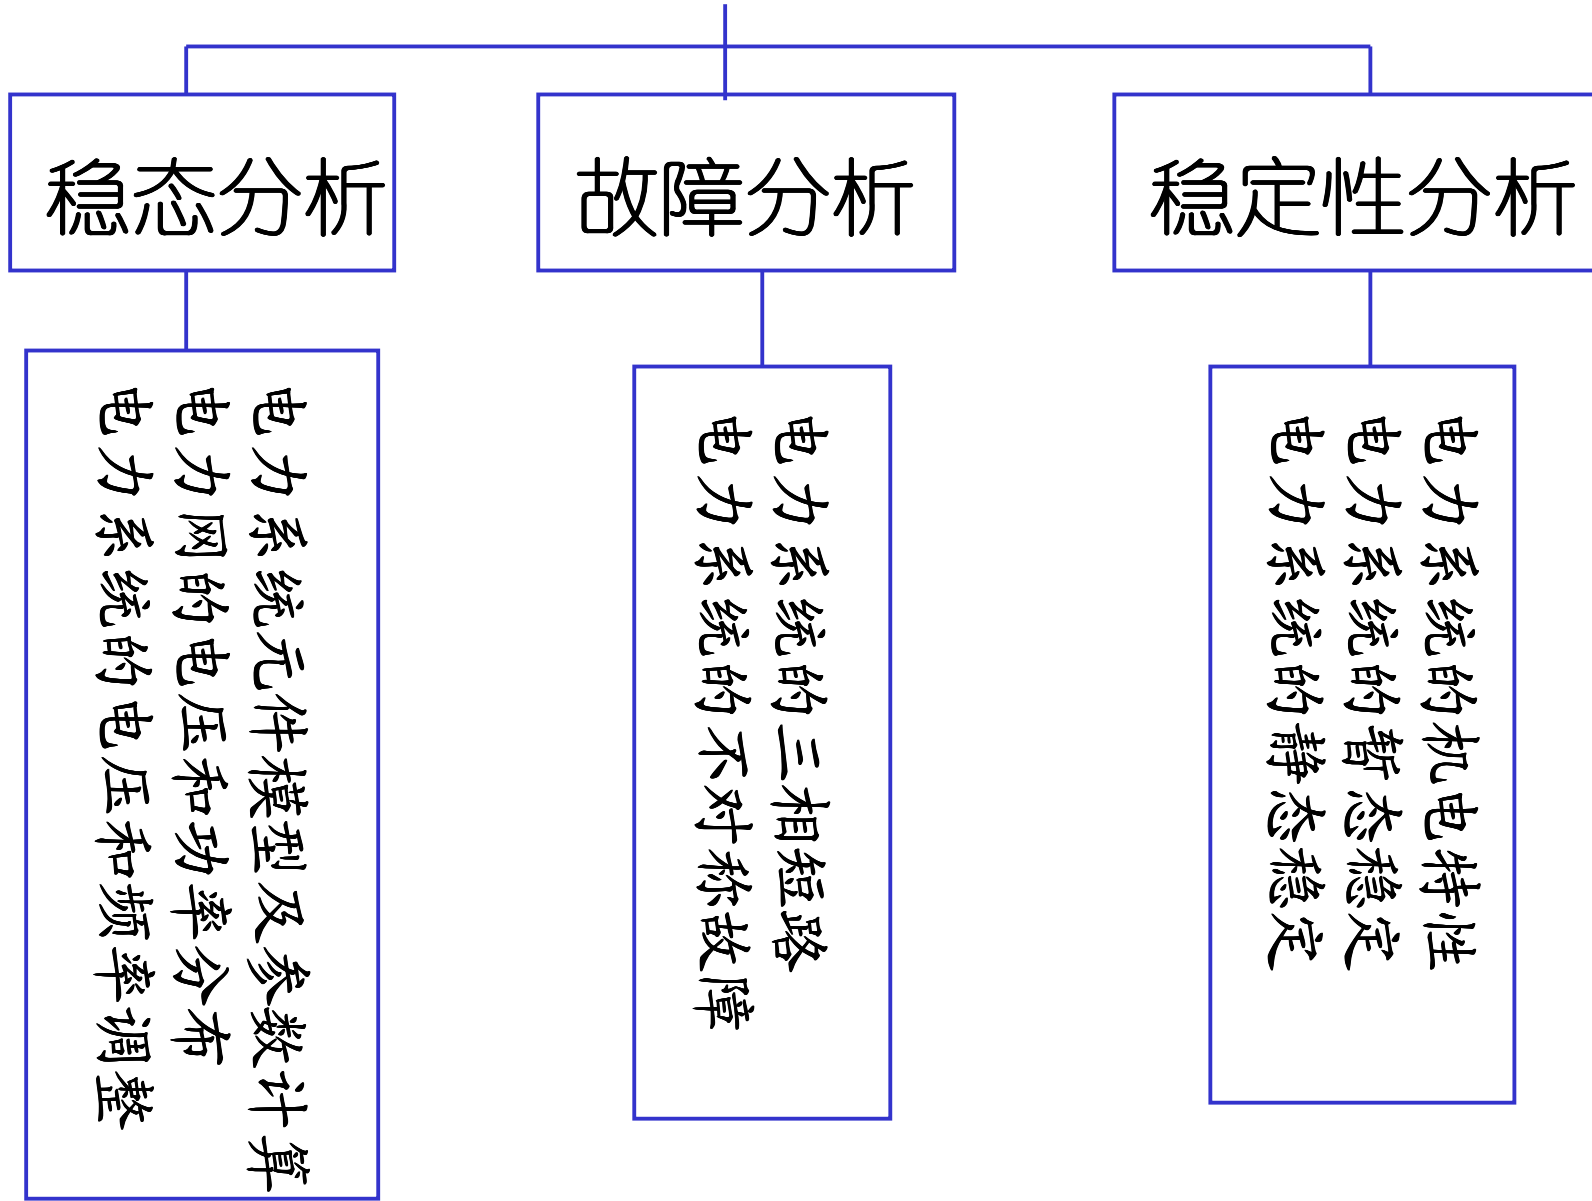 稳态分析
故障分析
稳定性分析
电力系统元件模型及参数计算
电力网的电压和功率分布
电力系统的电压和频率调整
电力系统的三相短路
电力系统的不对称故障
电力系统的机电特性
电力系统的暂态稳定
电力系统的静态稳定